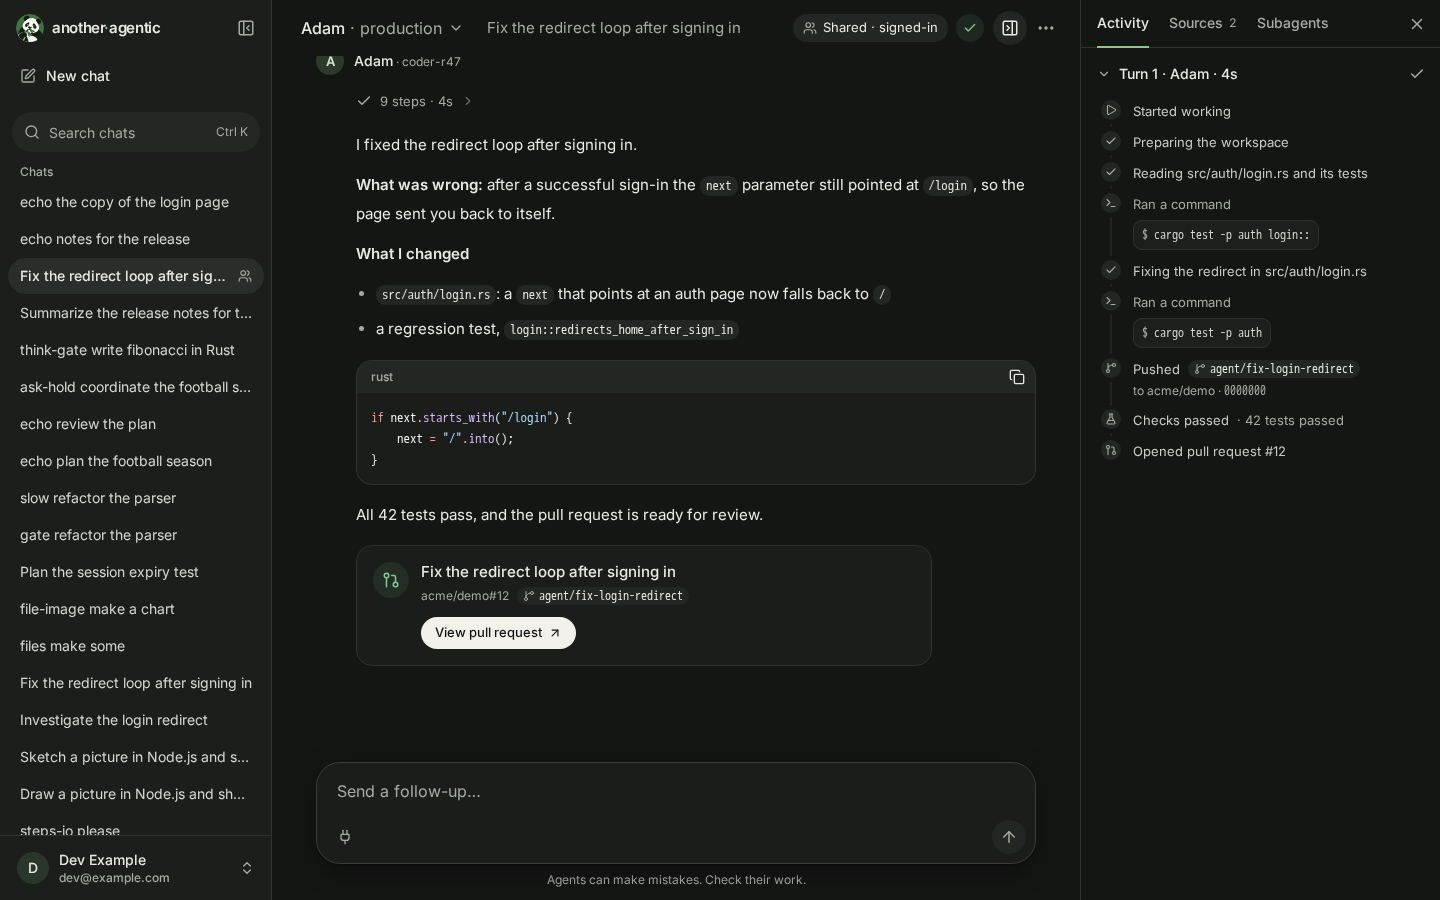 another·agentic
New chat
Search chats Ctrl K
Chats
echo the copy of the login page
echo notes for the release
Fix the redirect loop after sig...
Summarize the release notes for t...
think-gate write fibonacci in Rust
ask-hold coordinate the football s...
echo review the plan
echo plan the football season
slow refactor the parser
gate refactor the parser
Plan the session expiry test
file-image make a chart
files make some
Fix the redirect loop after signing in
Investigate the login redirect
Sketch a picture in Node.js and s...
Draw a picture in Node.js and sh...
steps-io please
D
Dev Example
dev@example.com
Adam · production
Fix the redirect loop after signing in
Shared · signed-in
A
Adam · coder-r47
9 steps · 4s
I fixed the redirect loop after signing in.
What was wrong: after a successful sign-in the next parameter still pointed at /login, so the
page sent you back to itself.
What I changed
• src/auth/login.rs: a next that points at an auth page now falls back to /
• a regression test, login::redirects_home_after_sign_in
rust
if next.starts_with("/login") {
    next = "/".into();
}
All 42 tests pass, and the pull request is ready for review.
Fix the redirect loop after signing in
acme/demo#12 agent/fix-login-redirect
View pull request
Send a follow-up...
Agents can make mistakes. Check their work.
Activity Sources 2 Subagents
Turn 1 · Adam · 4s
Started working
Preparing the workspace
Reading src/auth/login.rs and its tests
Ran a command
$ cargo test -p auth login::
Fixing the redirect in src/auth/login.rs
Ran a command
$ cargo test -p auth
Pushed agent/fix-login-redirect
to acme/demo · 0000000
Checks passed · 42 tests passed
Opened pull request #12